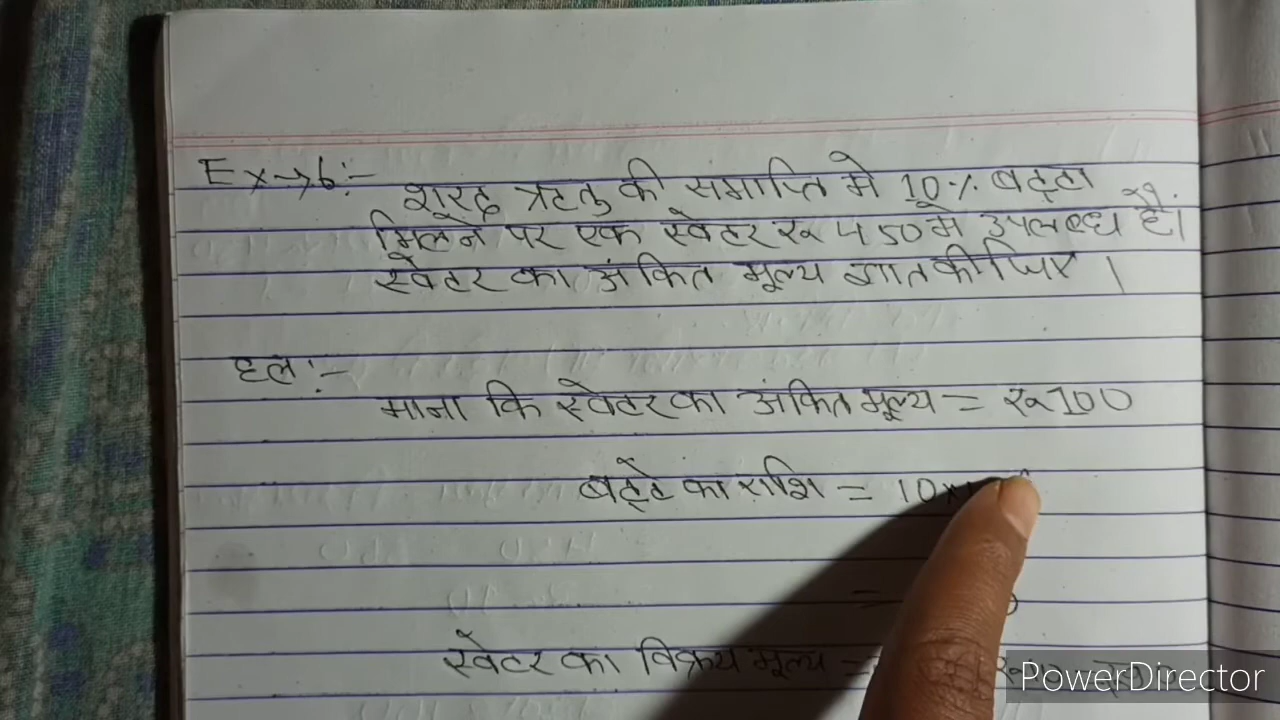 Ex→6:-
शरद ऋतु की समाप्ति मे 10% बट्टा
मिलने पर एक स्वेटर रू 450 मे उपलब्ध है।
स्वेटर का अंकित मूल्य ज्ञात कीजिए ।
हल:-
माना कि स्वेटर का अंकित मूल्य = रू 100
बट्टे का राशि = 10
=
स्वेटर का विक्रय मूल्य =
PowerDirector